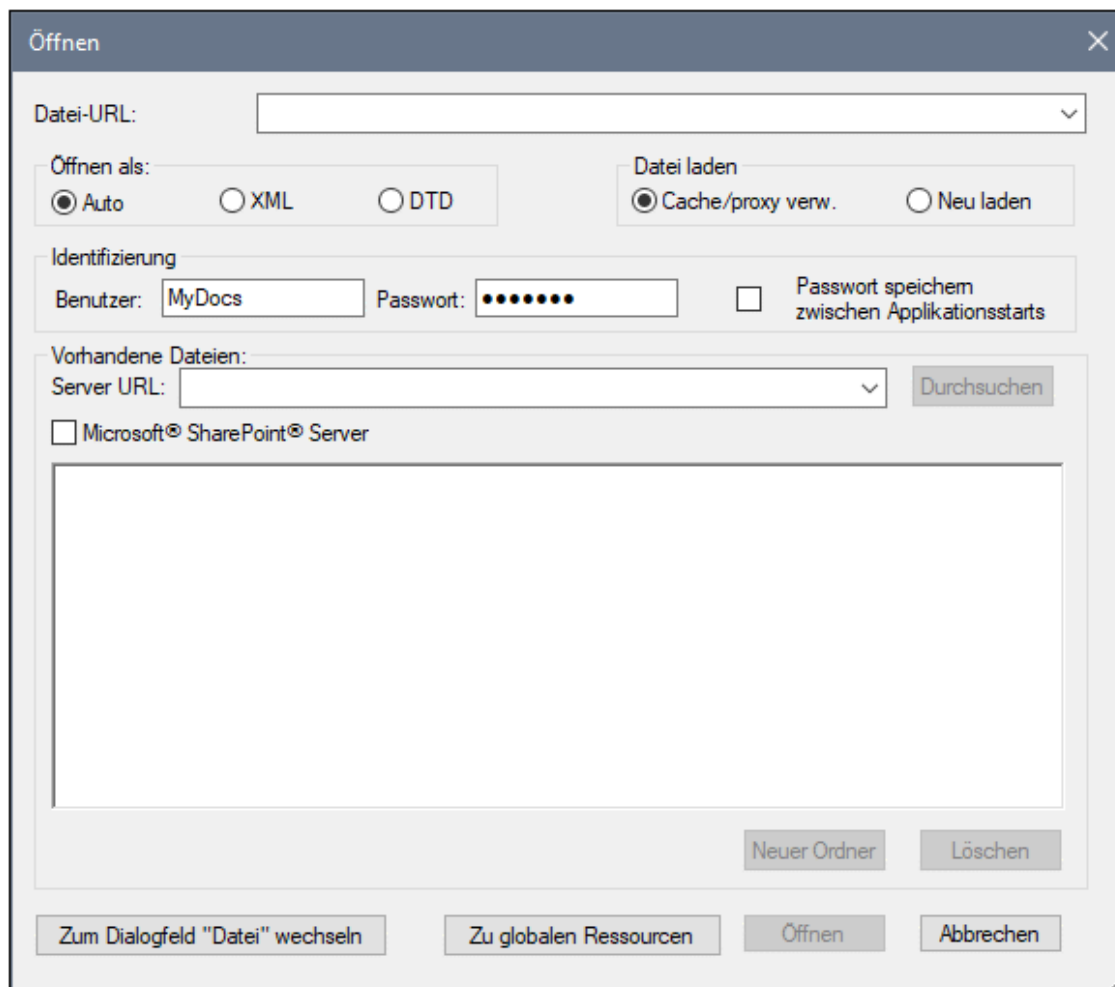 Öffnen
Datei-URL:
Öffnen als:
Datei laden
Auto XML DTD
Cache/proxy verw. Neu laden
Identifizierung
Benutzer: MyDocs Passwort: ●●●●●●●
Passwort speichern
zwischen Applikationsstarts
Vorhandene Dateien:
Server URL:
Durchsuchen
Microsoft® SharePoint® Server
Neuer Ordner Löschen
Zum Dialogfeld "Datei" wechseln Zu globalen Ressourcen Öffnen Abbrechen